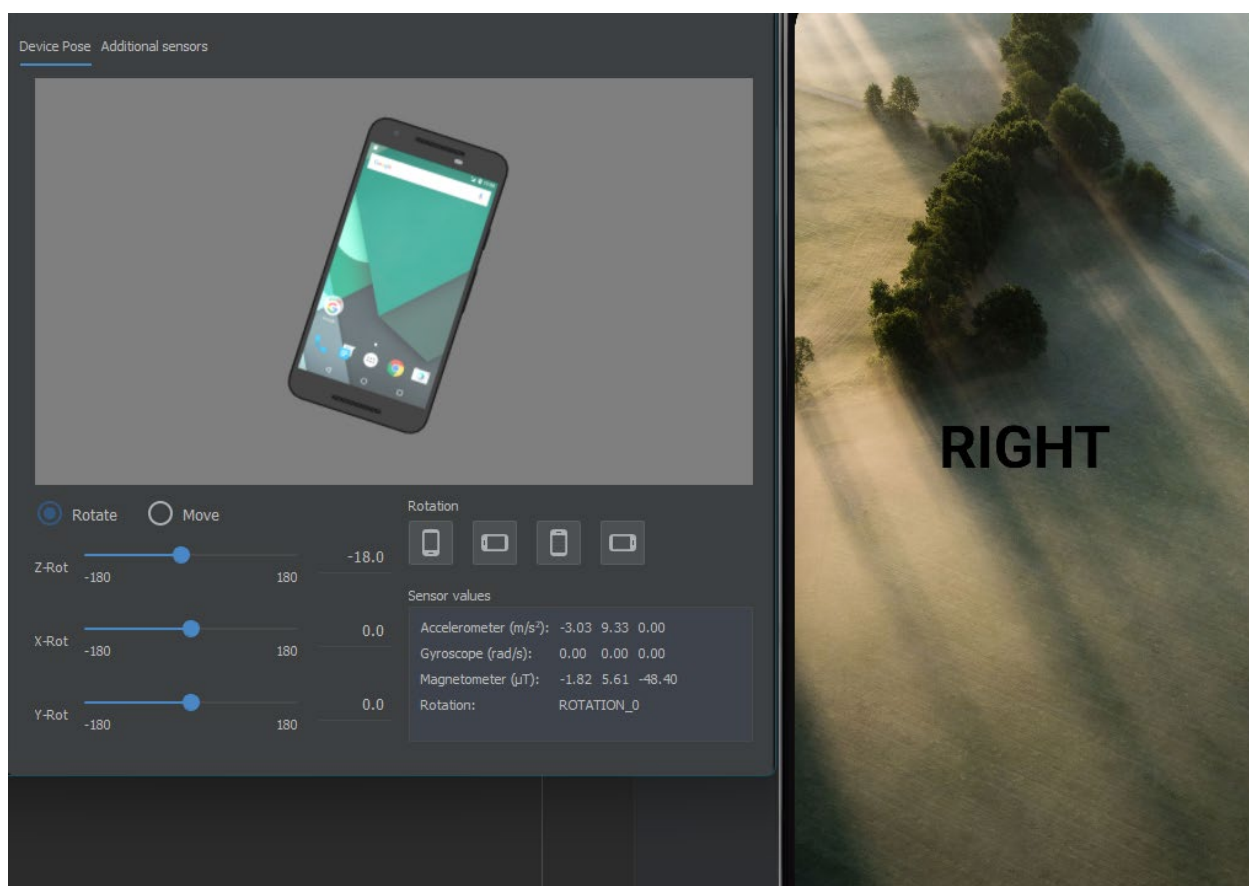 Device Pose Additional sensors
Rotate Move
Z-Rot -180 180 -18.0
X-Rot -180 180 0.0
Y-Rot -180 180 0.0
Rotation
Sensor values
Accelerometer (m/s²): -3.03 9.33 0.00
Gyroscope (rad/s): 0.00 0.00 0.00
Magnetometer (μT): -1.82 5.61 -48.40
Rotation: ROTATION_0
RIGHT